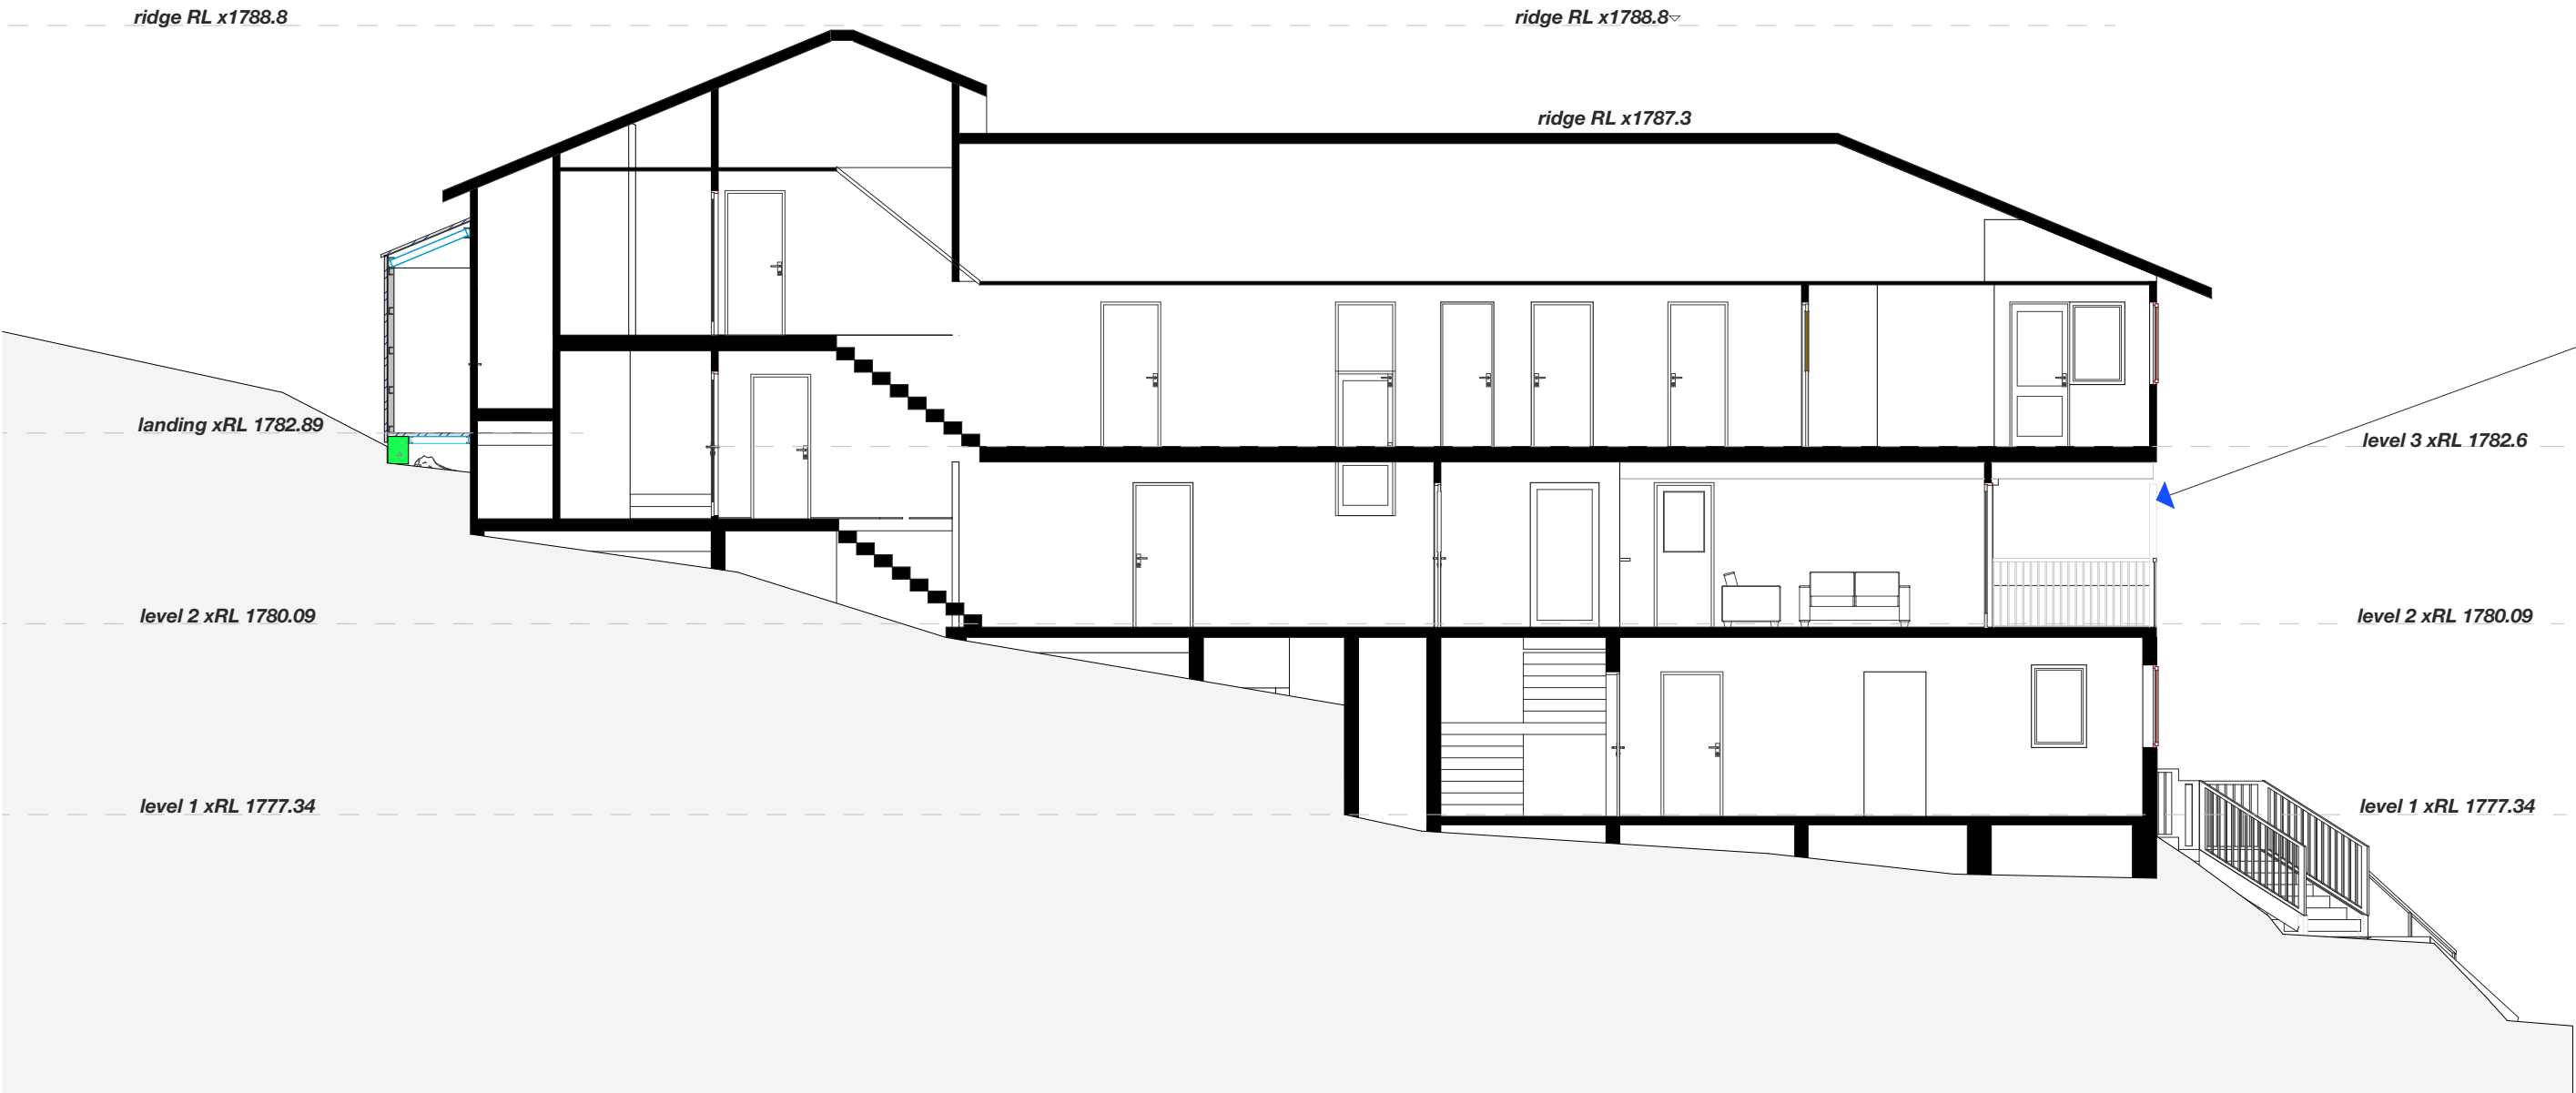 ridge RL x1788.8
ridge RL x1788.8
ridge RL x1787.3
landing xRL 1782.89
level 3 xRL 1782.6
level 2 xRL 1780.09
level 2 xRL 1780.09
level 1 xRL 1777.34
level 1 xRL 1777.34